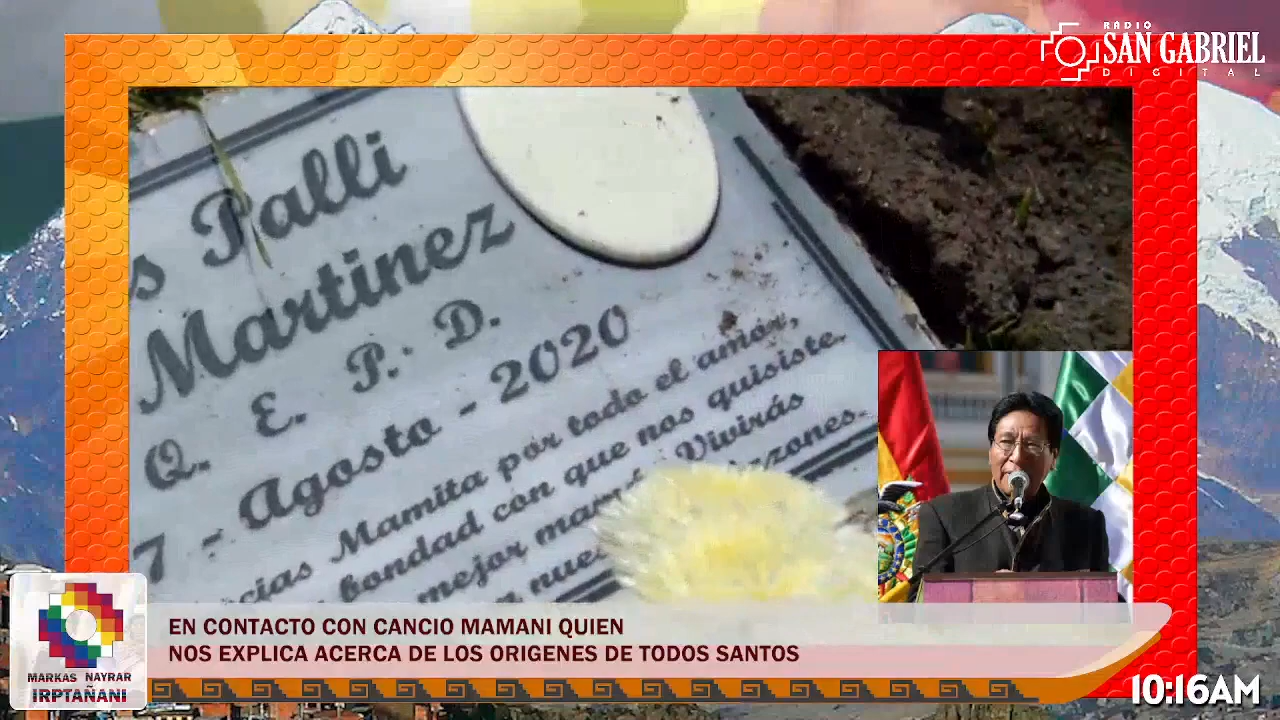 RADIO
SAN GABRIEL
DIGITAL
s Palli
Martinez
Q. E. P. D.
7 - Agosto - 2020
cias Mamita por todo el amor,
bondad con que nos quisiste.
mejor Vivirás
EN CONTACTO CON CANCIO MAMANI QUIEN
NOS EXPLICA ACERCA DE LOS ORIGENES DE TODOS SANTOS
MARKAS NAYRAR
IRPTAÑANI
10:16AM